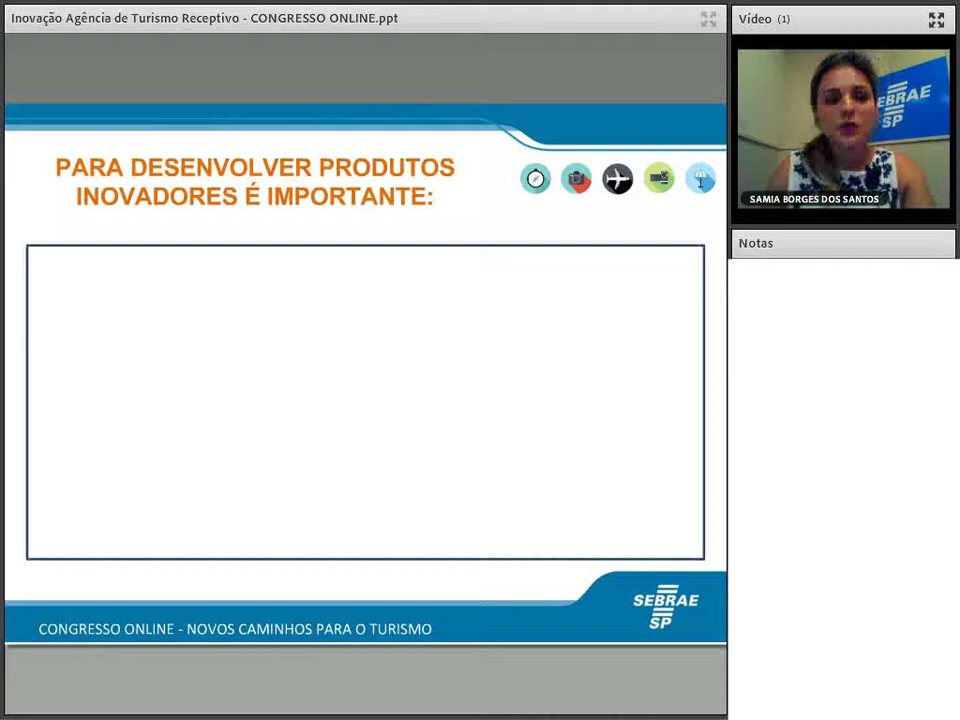 Inovação Agência de Turismo Receptivo - CONGRESSO ONLINE.ppt
Vídeo (1)
SEBRAE
SP
SAMIA BORGES DOS SANTOS
Notas
PARA DESENVOLVER PRODUTOS
INOVADORES É IMPORTANTE:
SEBRAE
SP
CONGRESSO ONLINE - NOVOS CAMINHOS PARA O TURISMO